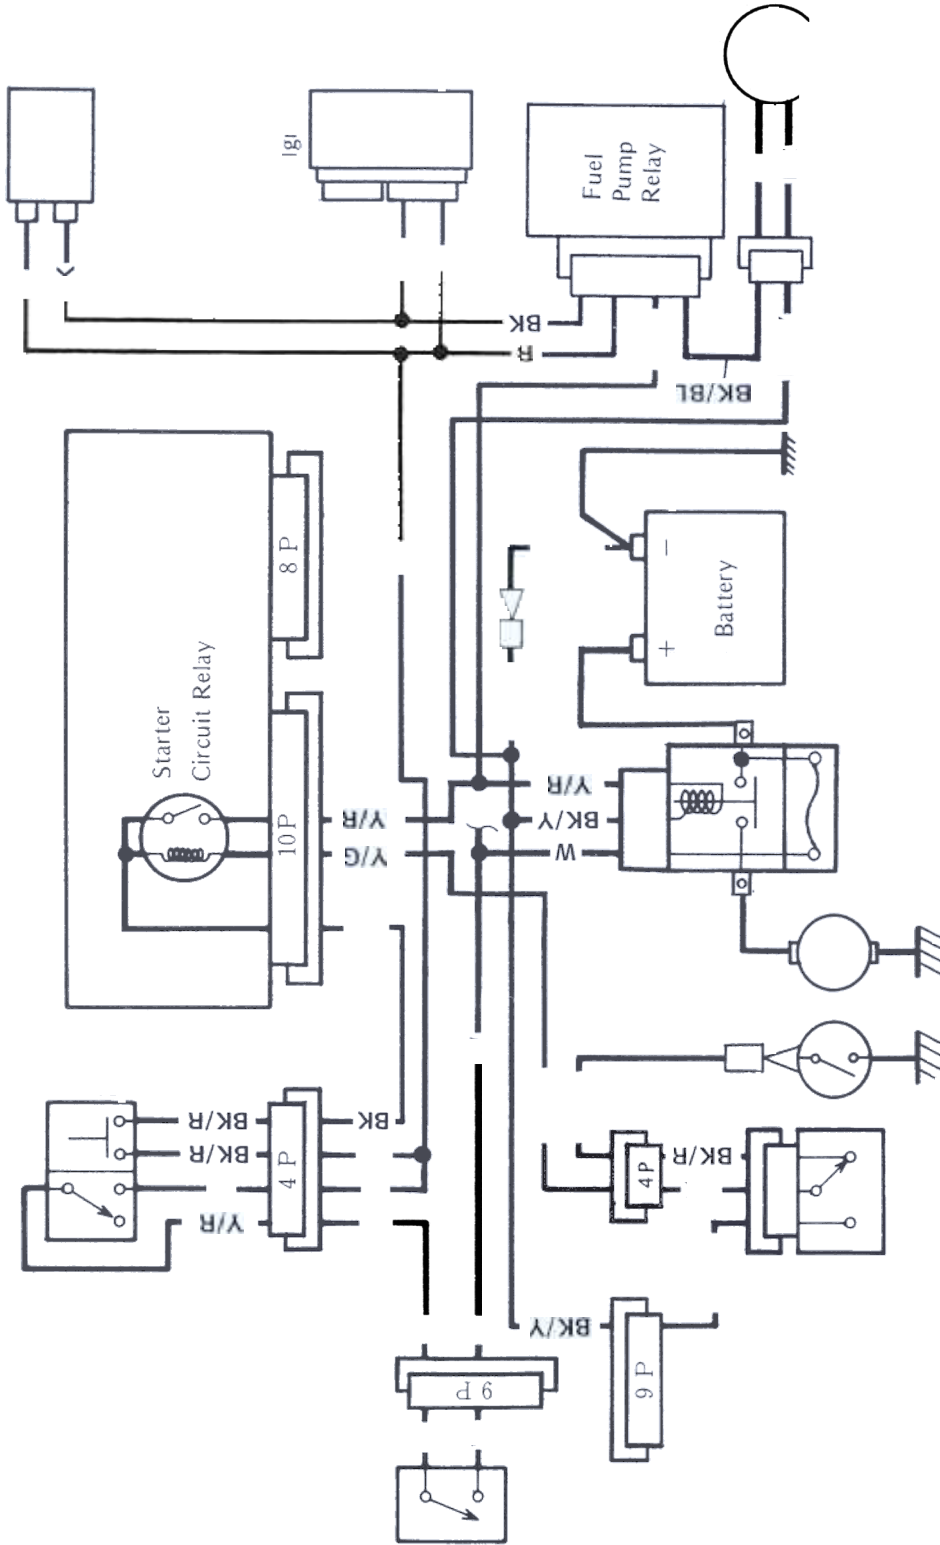 Igi
Fuel
Pump
Relay
BK
R
BK/BL
8 P
Battery
−
+
Starter
Circuit Relay
10P
Y/R
Y/G
Y/R
BK/Y
W
BK/R
BK/R
Y/R
4 P
BK
4P
BK/R
BK/Y
9 P
9 P